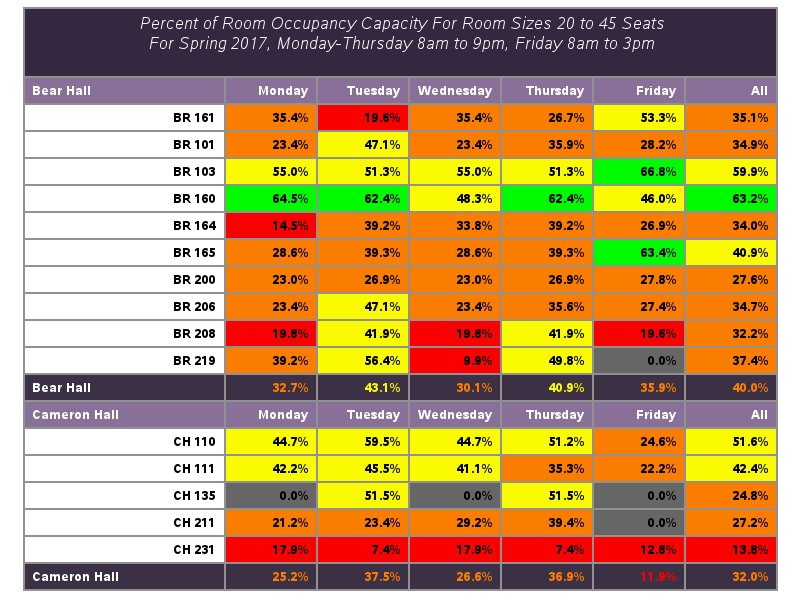 Percent of Room Occupancy Capacity For Room Sizes 20 to 45 Seats
For Spring 2017, Monday-Thursday 8am to 9pm, Friday 8am to 3pm
Bear Hall Monday Tuesday Wednesday Thursday Friday All
BR 161 35.4% 19.6% 35.4% 26.7% 53.3% 35.1%
BR 101 23.4% 47.1% 23.4% 35.9% 28.2% 34.9%
BR 103 55.0% 51.3% 55.0% 51.3% 66.8% 59.9%
BR 160 64.5% 62.4% 48.3% 62.4% 46.0% 63.2%
BR 164 14.5% 39.2% 33.8% 39.2% 26.9% 34.0%
BR 165 28.6% 39.3% 28.6% 39.3% 63.4% 40.9%
BR 200 23.0% 26.9% 23.0% 26.9% 27.8% 27.6%
BR 206 23.4% 47.1% 23.4% 35.6% 27.4% 34.7%
BR 208 19.8% 41.9% 19.8% 41.9% 19.6% 32.2%
BR 219 39.2% 56.4% 9.9% 49.8% 0.0% 37.4%
Bear Hall 32.7% 43.1% 30.1% 40.9% 35.9% 40.0%
Cameron Hall Monday Tuesday Wednesday Thursday Friday All
CH 110 44.7% 59.5% 44.7% 51.2% 24.6% 51.6%
CH 111 42.2% 45.5% 41.1% 35.3% 22.2% 42.4%
CH 135 0.0% 51.5% 0.0% 51.5% 0.0% 24.8%
CH 211 21.2% 23.4% 29.2% 39.4% 0.0% 27.2%
CH 231 17.9% 7.4% 17.9% 7.4% 12.8% 13.8%
Cameron Hall 25.2% 37.5% 26.6% 36.9% 11.9% 32.0%